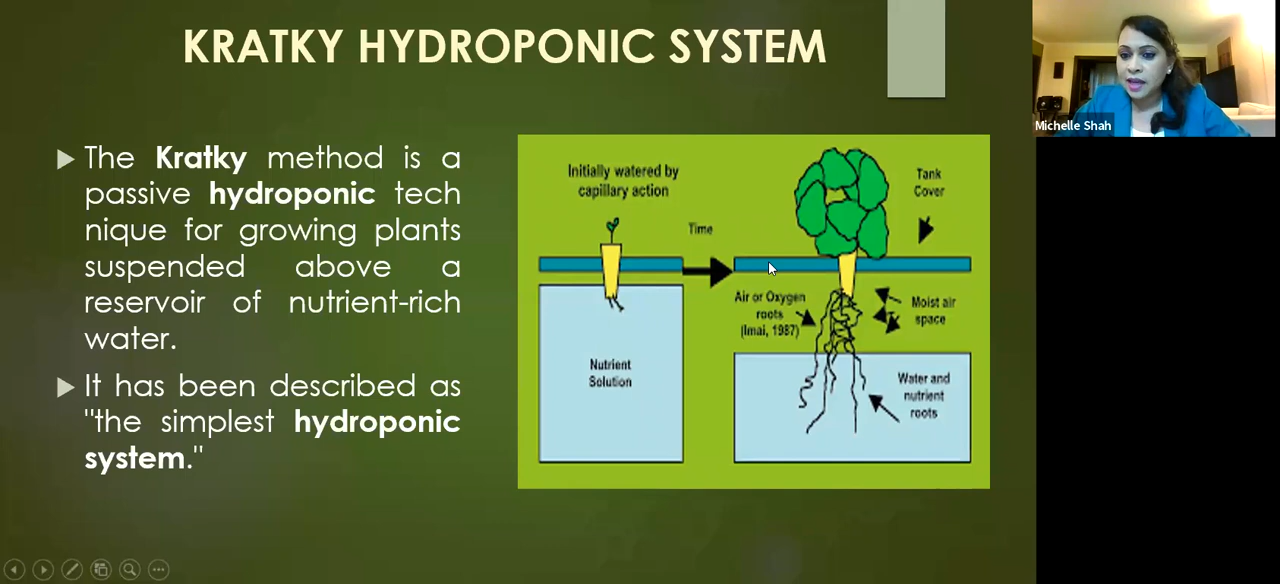 KRATKY HYDROPONIC SYSTEM
The Kratky method is a
passive hydroponic tech
nique for growing plants
suspended above a
reservoir of nutrient-rich
water.
It has been described as
"the simplest hydroponic
system."
Initially watered by
capillary action
Time
Tank
Cover
Air or Oxygen
roots
(Imai, 1987)
Moist air
space
Nutrient
Solution
Water and
nutrient
roots
Michelle Shah